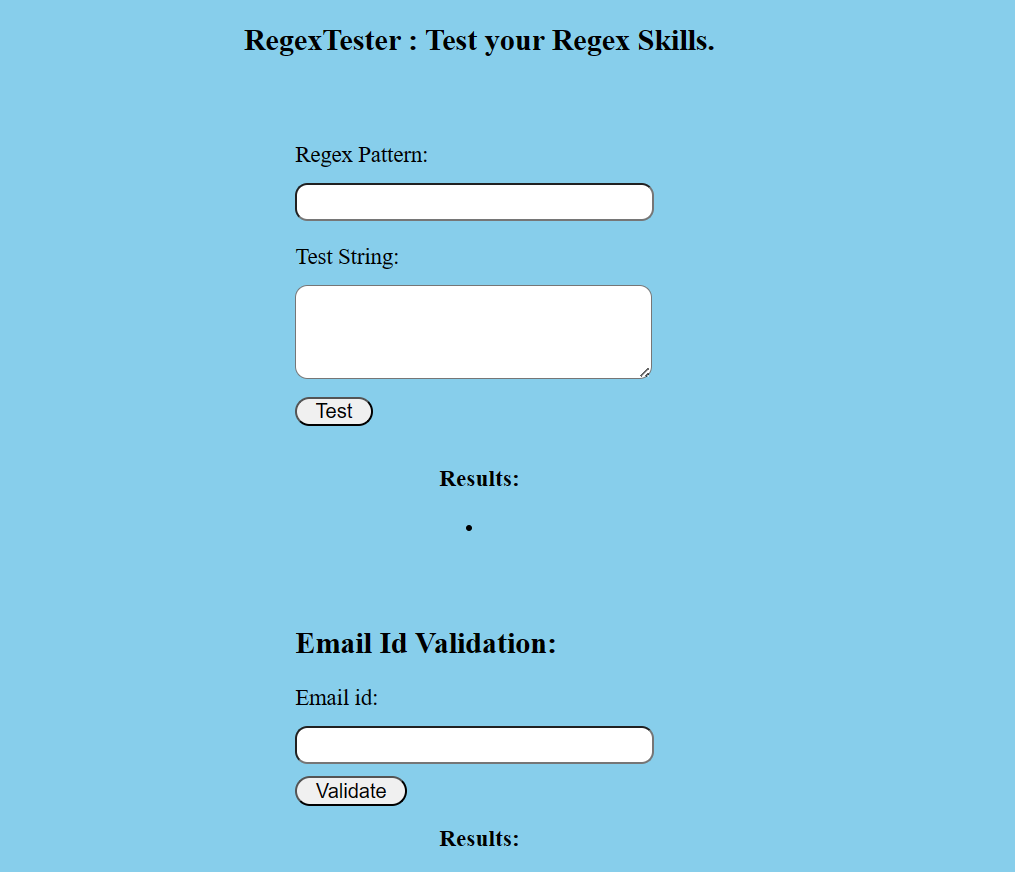 RegexTester : Test your Regex Skills.
Regex Pattern:
Test String:
Test
Results:
Email Id Validation:
Email id:
Validate
Results: